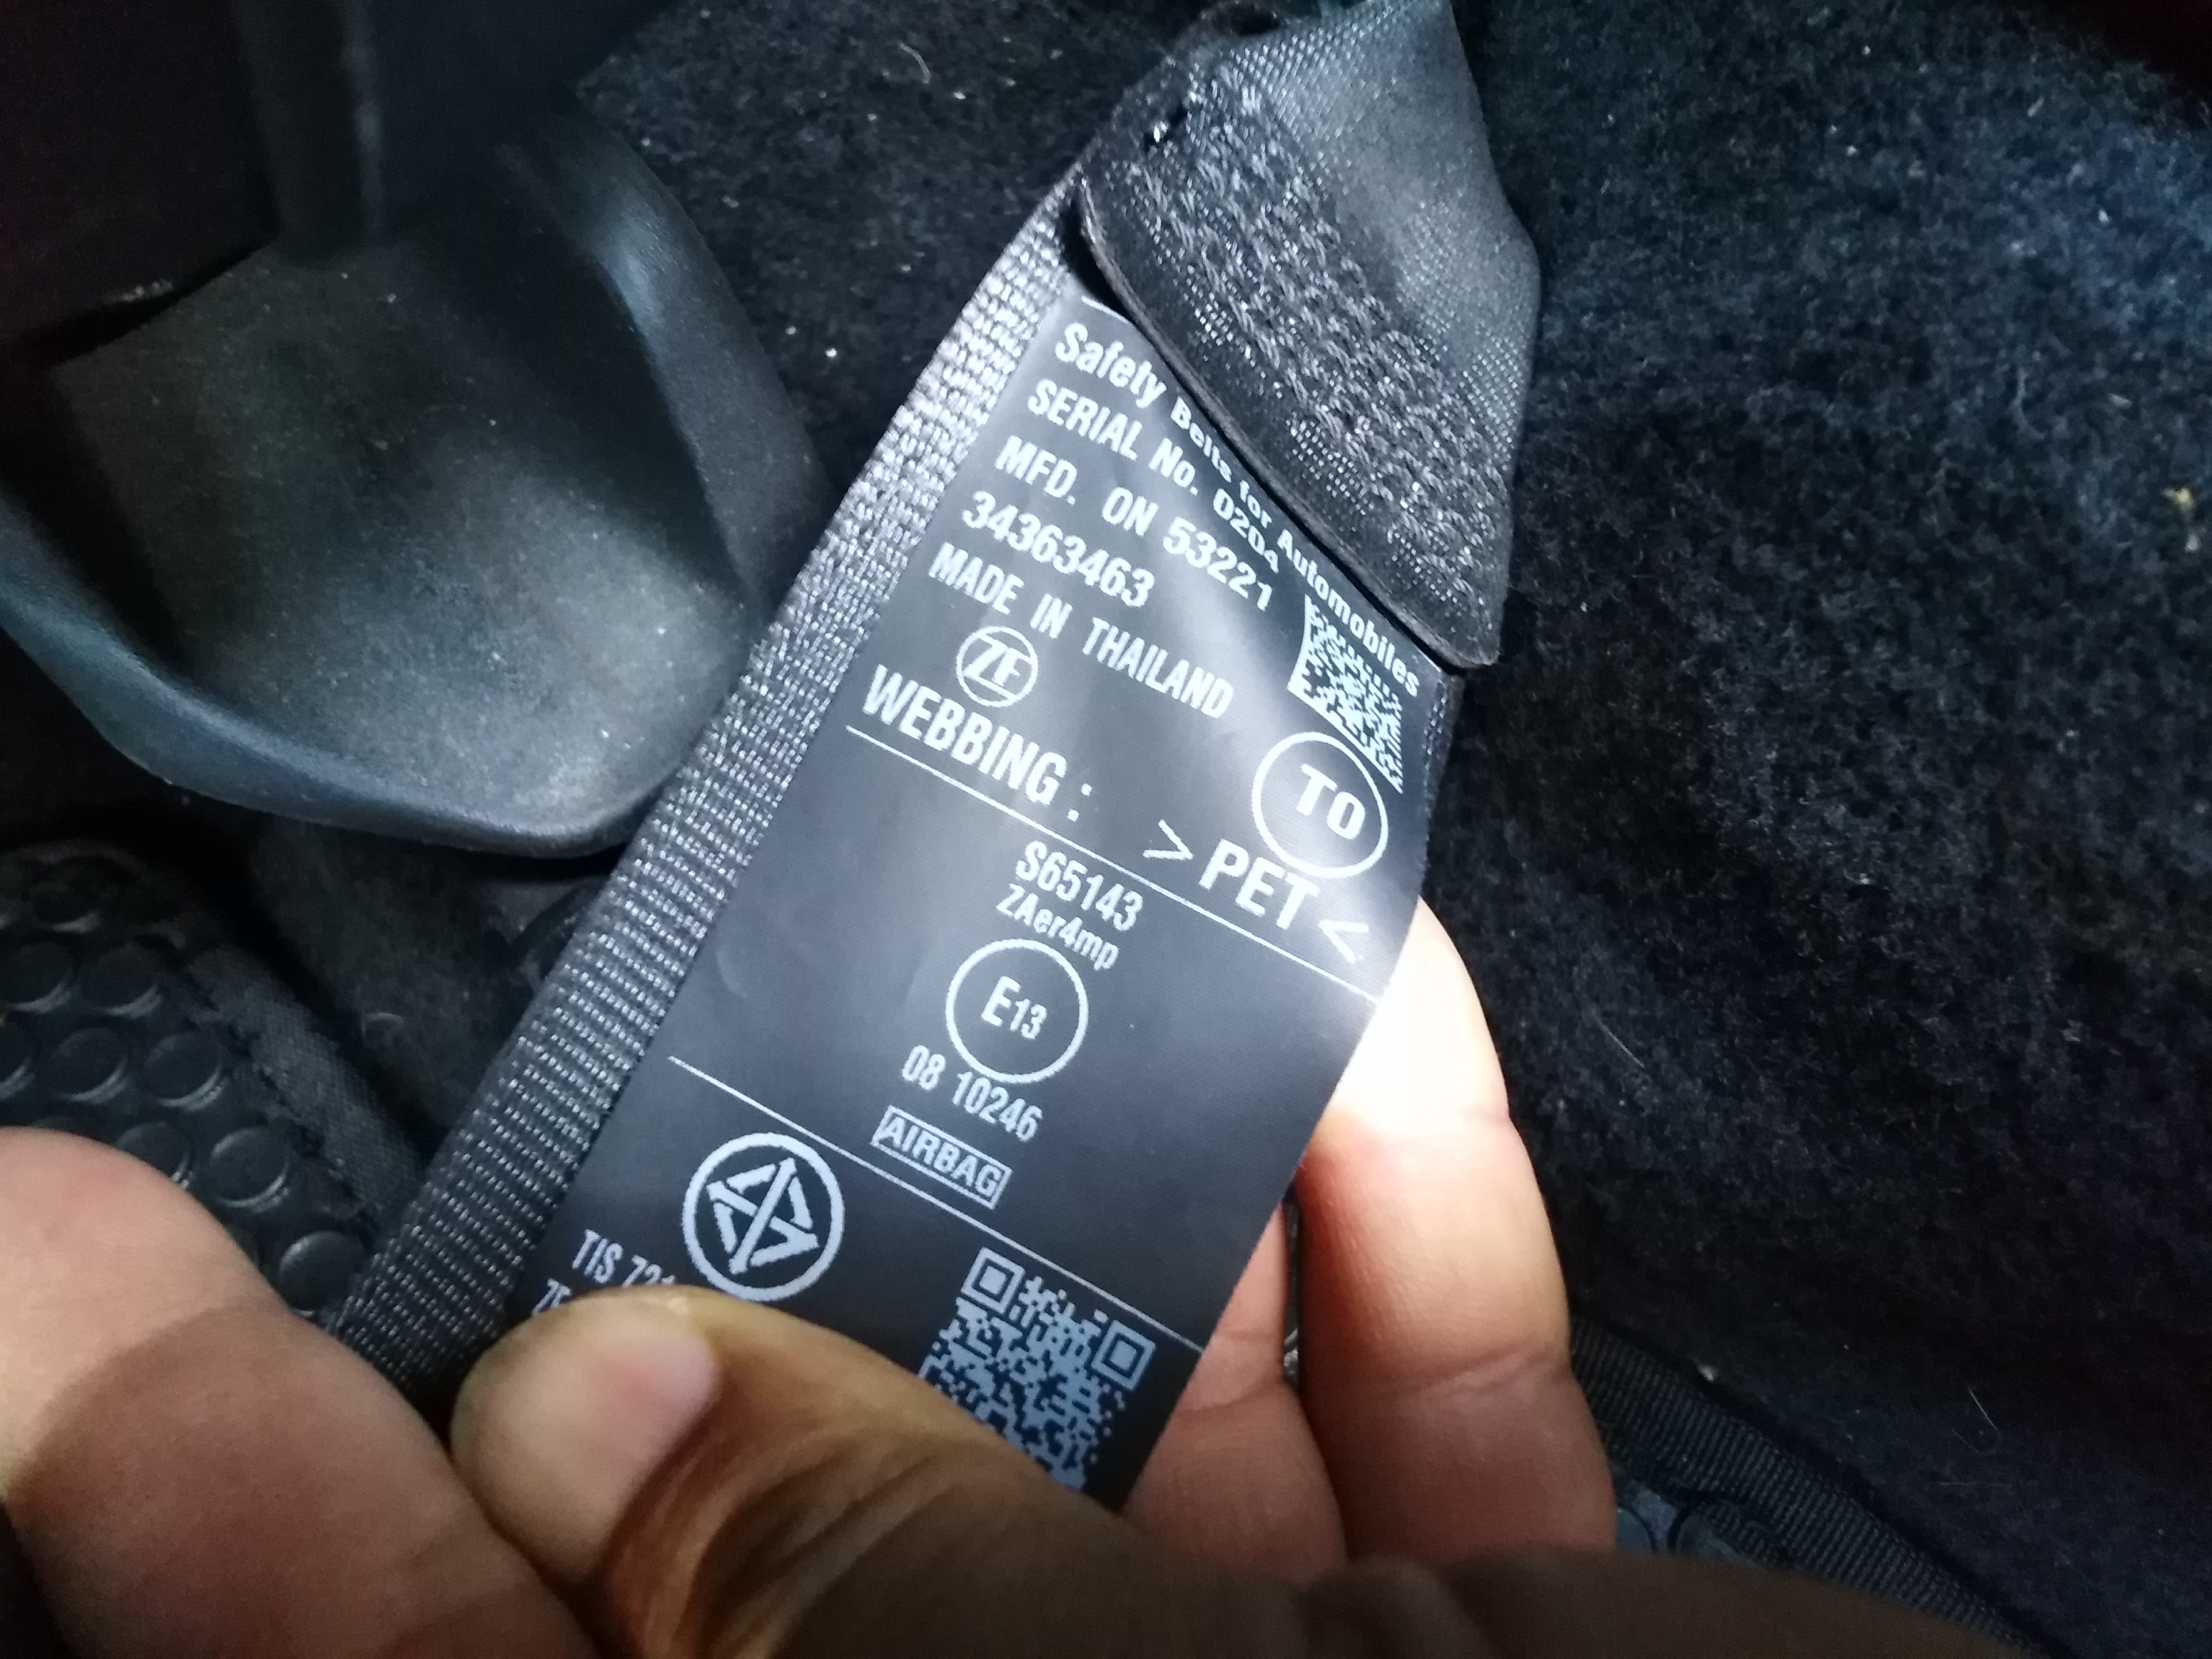 Safety Belts for Automobiles
SERIAL No. 0204
MFD. ON 53221
34363463
MADE IN THAILAND
ZF
TO
WEBBING : >PET<
S65143
ZAer4mp
E13
08 10246
AIRBAG
TIS